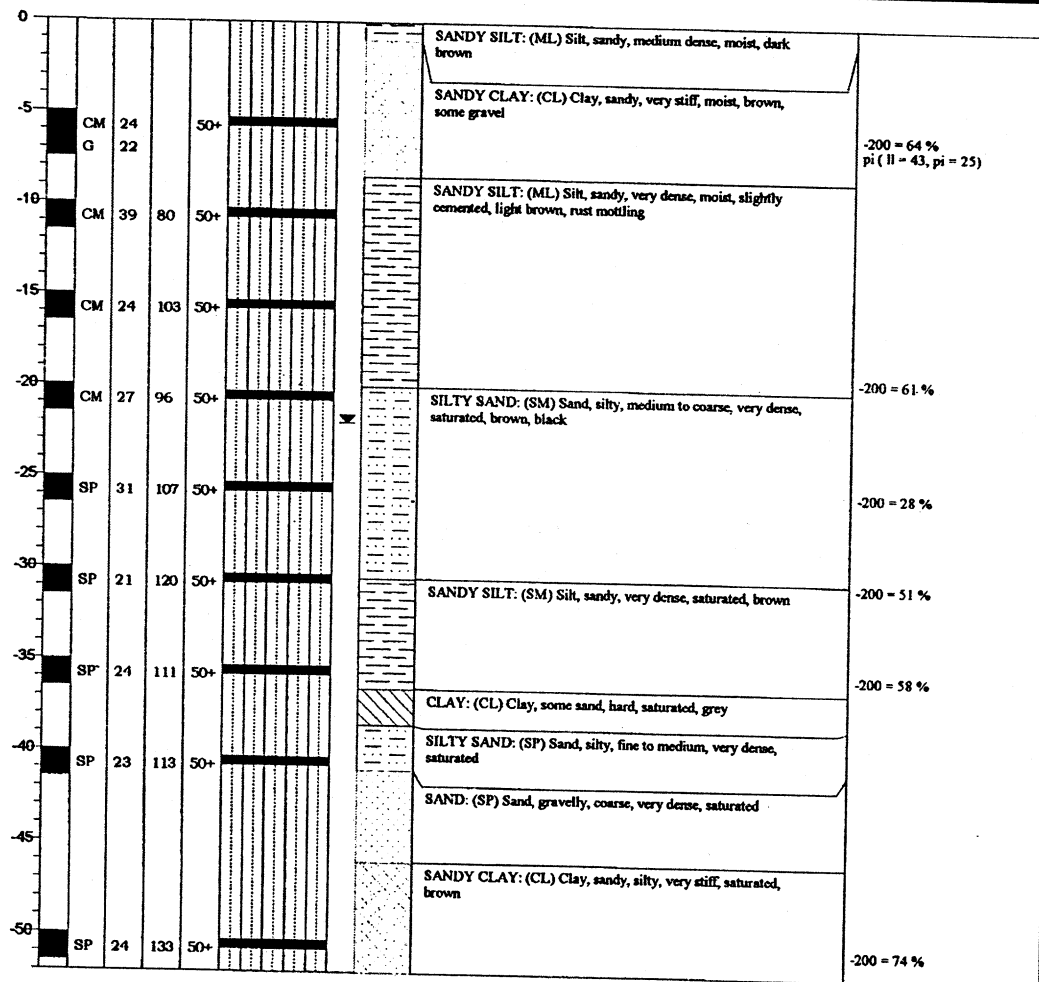 0
SANDY SILT: (ML) Silt, sandy, medium dense, moist, dark
brown
SANDY CLAY: (CL) Clay, sandy, very stiff, moist, brown,
some gravel
-5
CM 24 50+
G 22
-200 = 64 %
pi ( ll = 43, pi = 25)
SANDY SILT: (ML) Silt, sandy, very dense, moist, slightly
cemented, light brown, rust mottling
-10
CM 39 80 50+
-15
CM 24 103 50+
-20
CM 27 96 50+
-200 = 61 %
SILTY SAND: (SM) Sand, silty, medium to coarse, very dense,
saturated, brown, black
-25
SP 31 107 50+
-200 = 28 %
-30
SP 21 120 50+
SANDY SILT: (SM) Silt, sandy, very dense, saturated, brown
-200 = 51 %
-35
SP 24 111 50+
-200 = 58 %
CLAY: (CL) Clay, some sand, hard, saturated, grey
SILTY SAND: (SP) Sand, silty, fine to medium, very dense,
saturated
-40
SP 23 113 50+
SAND: (SP) Sand, gravelly, coarse, very dense, saturated
-45
SANDY CLAY: (CL) Clay, sandy, silty, very stiff, saturated,
brown
-50
SP 24 133 50+
-200 = 74 %